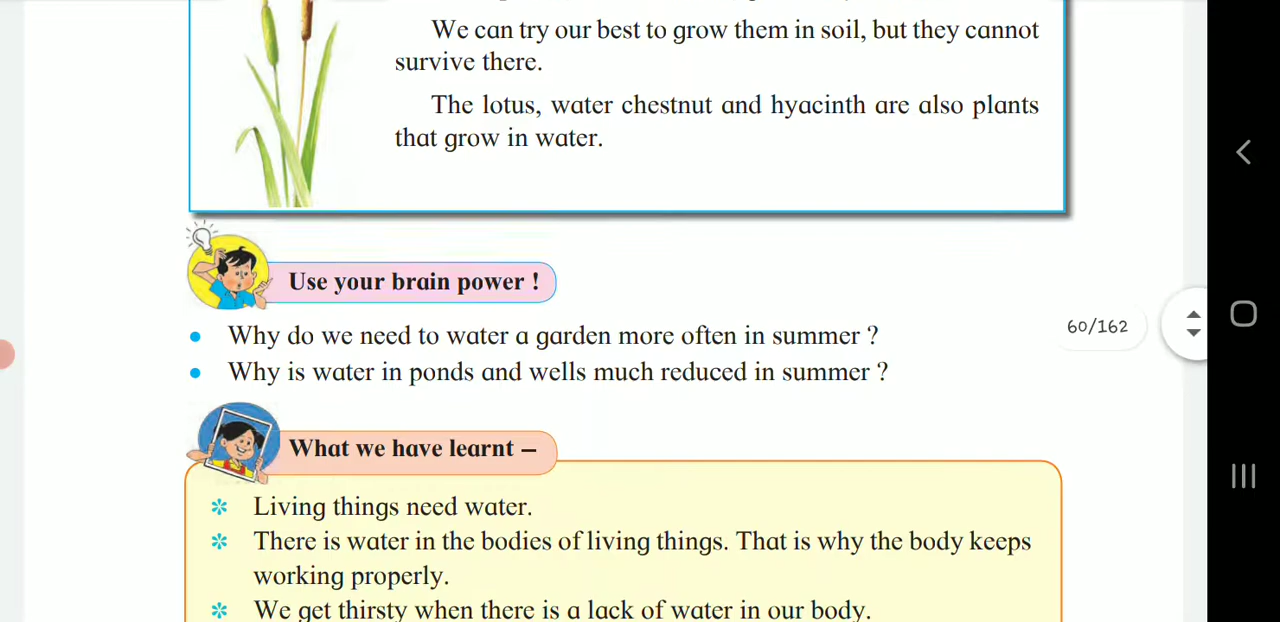 We can try our best to grow them in soil, but they cannot
survive there.
The lotus, water chestnut and hyacinth are also plants
that grow in water.
Use your brain power !
• Why do we need to water a garden more often in summer ?
• Why is water in ponds and wells much reduced in summer ?
60/162
What we have learnt –
✼ Living things need water.
✼ There is water in the bodies of living things. That is why the body keeps
working properly.
✼ We get thirsty when there is a lack of water in our body.